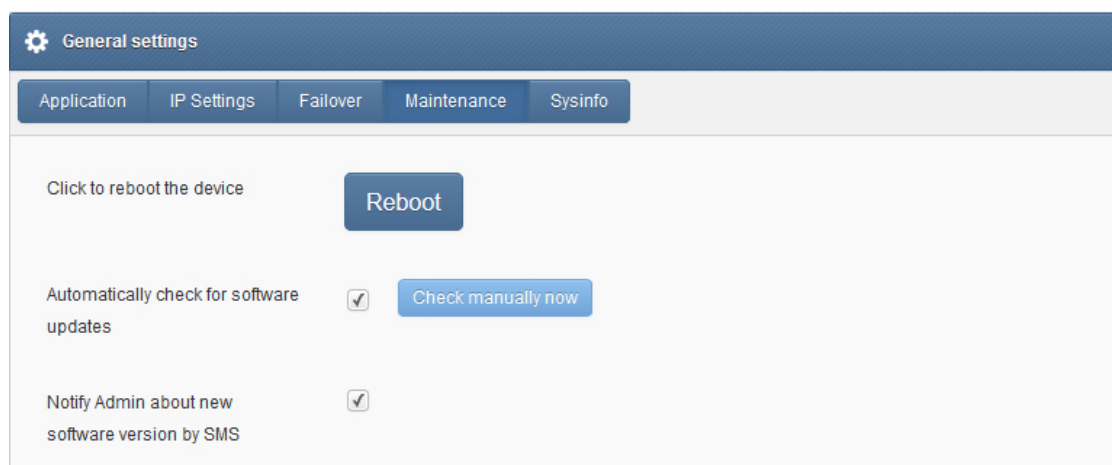 General settings
Application IP Settings Failover Maintenance Sysinfo
Click to reboot the device
Reboot
Automatically check for software
updates
Check manually now
Notify Admin about new
software version by SMS